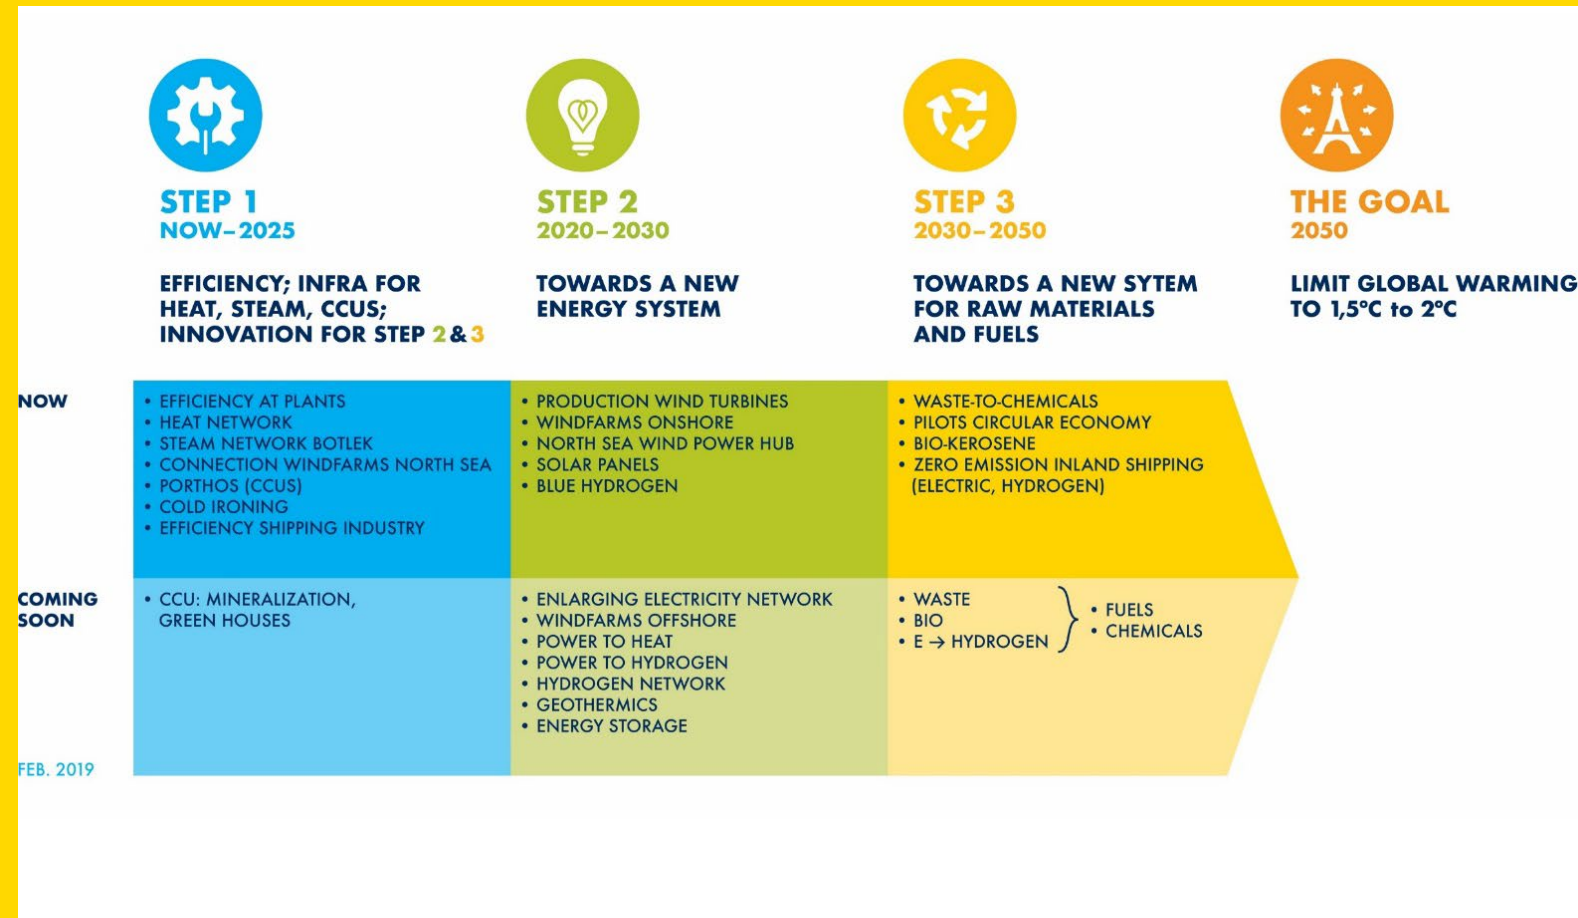 STEP 1
NOW–2025
EFFICIENCY; INFRA FOR
HEAT, STEAM, CCUS;
INNOVATION FOR STEP 2 & 3
STEP 2
2020–2030
TOWARDS A NEW
ENERGY SYSTEM
STEP 3
2030–2050
TOWARDS A NEW SYTEM
FOR RAW MATERIALS
AND FUELS
THE GOAL
2050
LIMIT GLOBAL WARMING
TO 1,5ºC to 2ºC
NOW
• EFFICIENCY AT PLANTS
• HEAT NETWORK
• STEAM NETWORK BOTLEK
• CONNECTION WINDFARMS NORTH SEA
• PORTHOS (CCUS)
• COLD IRONING
• EFFICIENCY SHIPPING INDUSTRY
• PRODUCTION WIND TURBINES
• WINDFARMS ONSHORE
• NORTH SEA WIND POWER HUB
• SOLAR PANELS
• BLUE HYDROGEN
• WASTE-TO-CHEMICALS
• PILOTS CIRCULAR ECONOMY
• BIO-KEROSENE
• ZERO EMISSION INLAND SHIPPING
(ELECTRIC, HYDROGEN)
COMING
SOON
• CCU: MINERALIZATION,
GREEN HOUSES
• ENLARGING ELECTRICITY NETWORK
• WINDFARMS OFFSHORE
• POWER TO HEAT
• POWER TO HYDROGEN
• HYDROGEN NETWORK
• GEOTHERMICS
• ENERGY STORAGE
• WASTE
• BIO
• E → HYDROGEN
• FUELS
• CHEMICALS
FEB. 2019